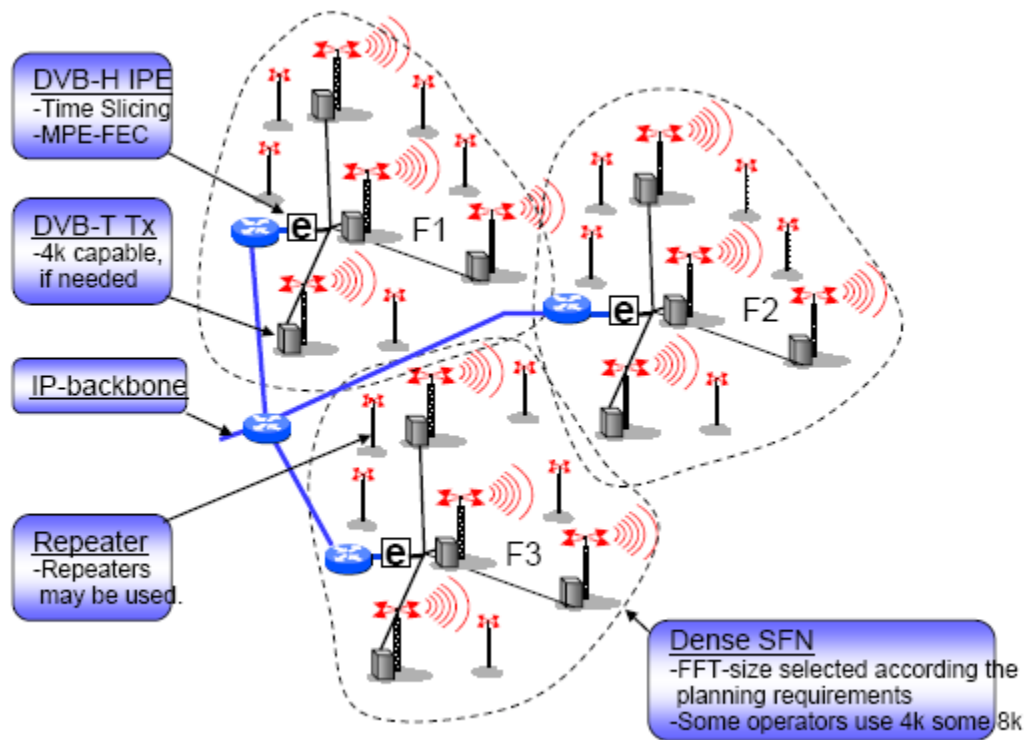 DVB-H IPE
-Time Slicing
-MPE-FEC
DVB-T Tx
-4k capable,
if needed
IP-backbone
Repeater
-Repeaters
may be used.
e
F1
e
F2
e
F3
Dense SFN
-FFT-size selected according the
planning requirements
-Some operators use 4k some 8k